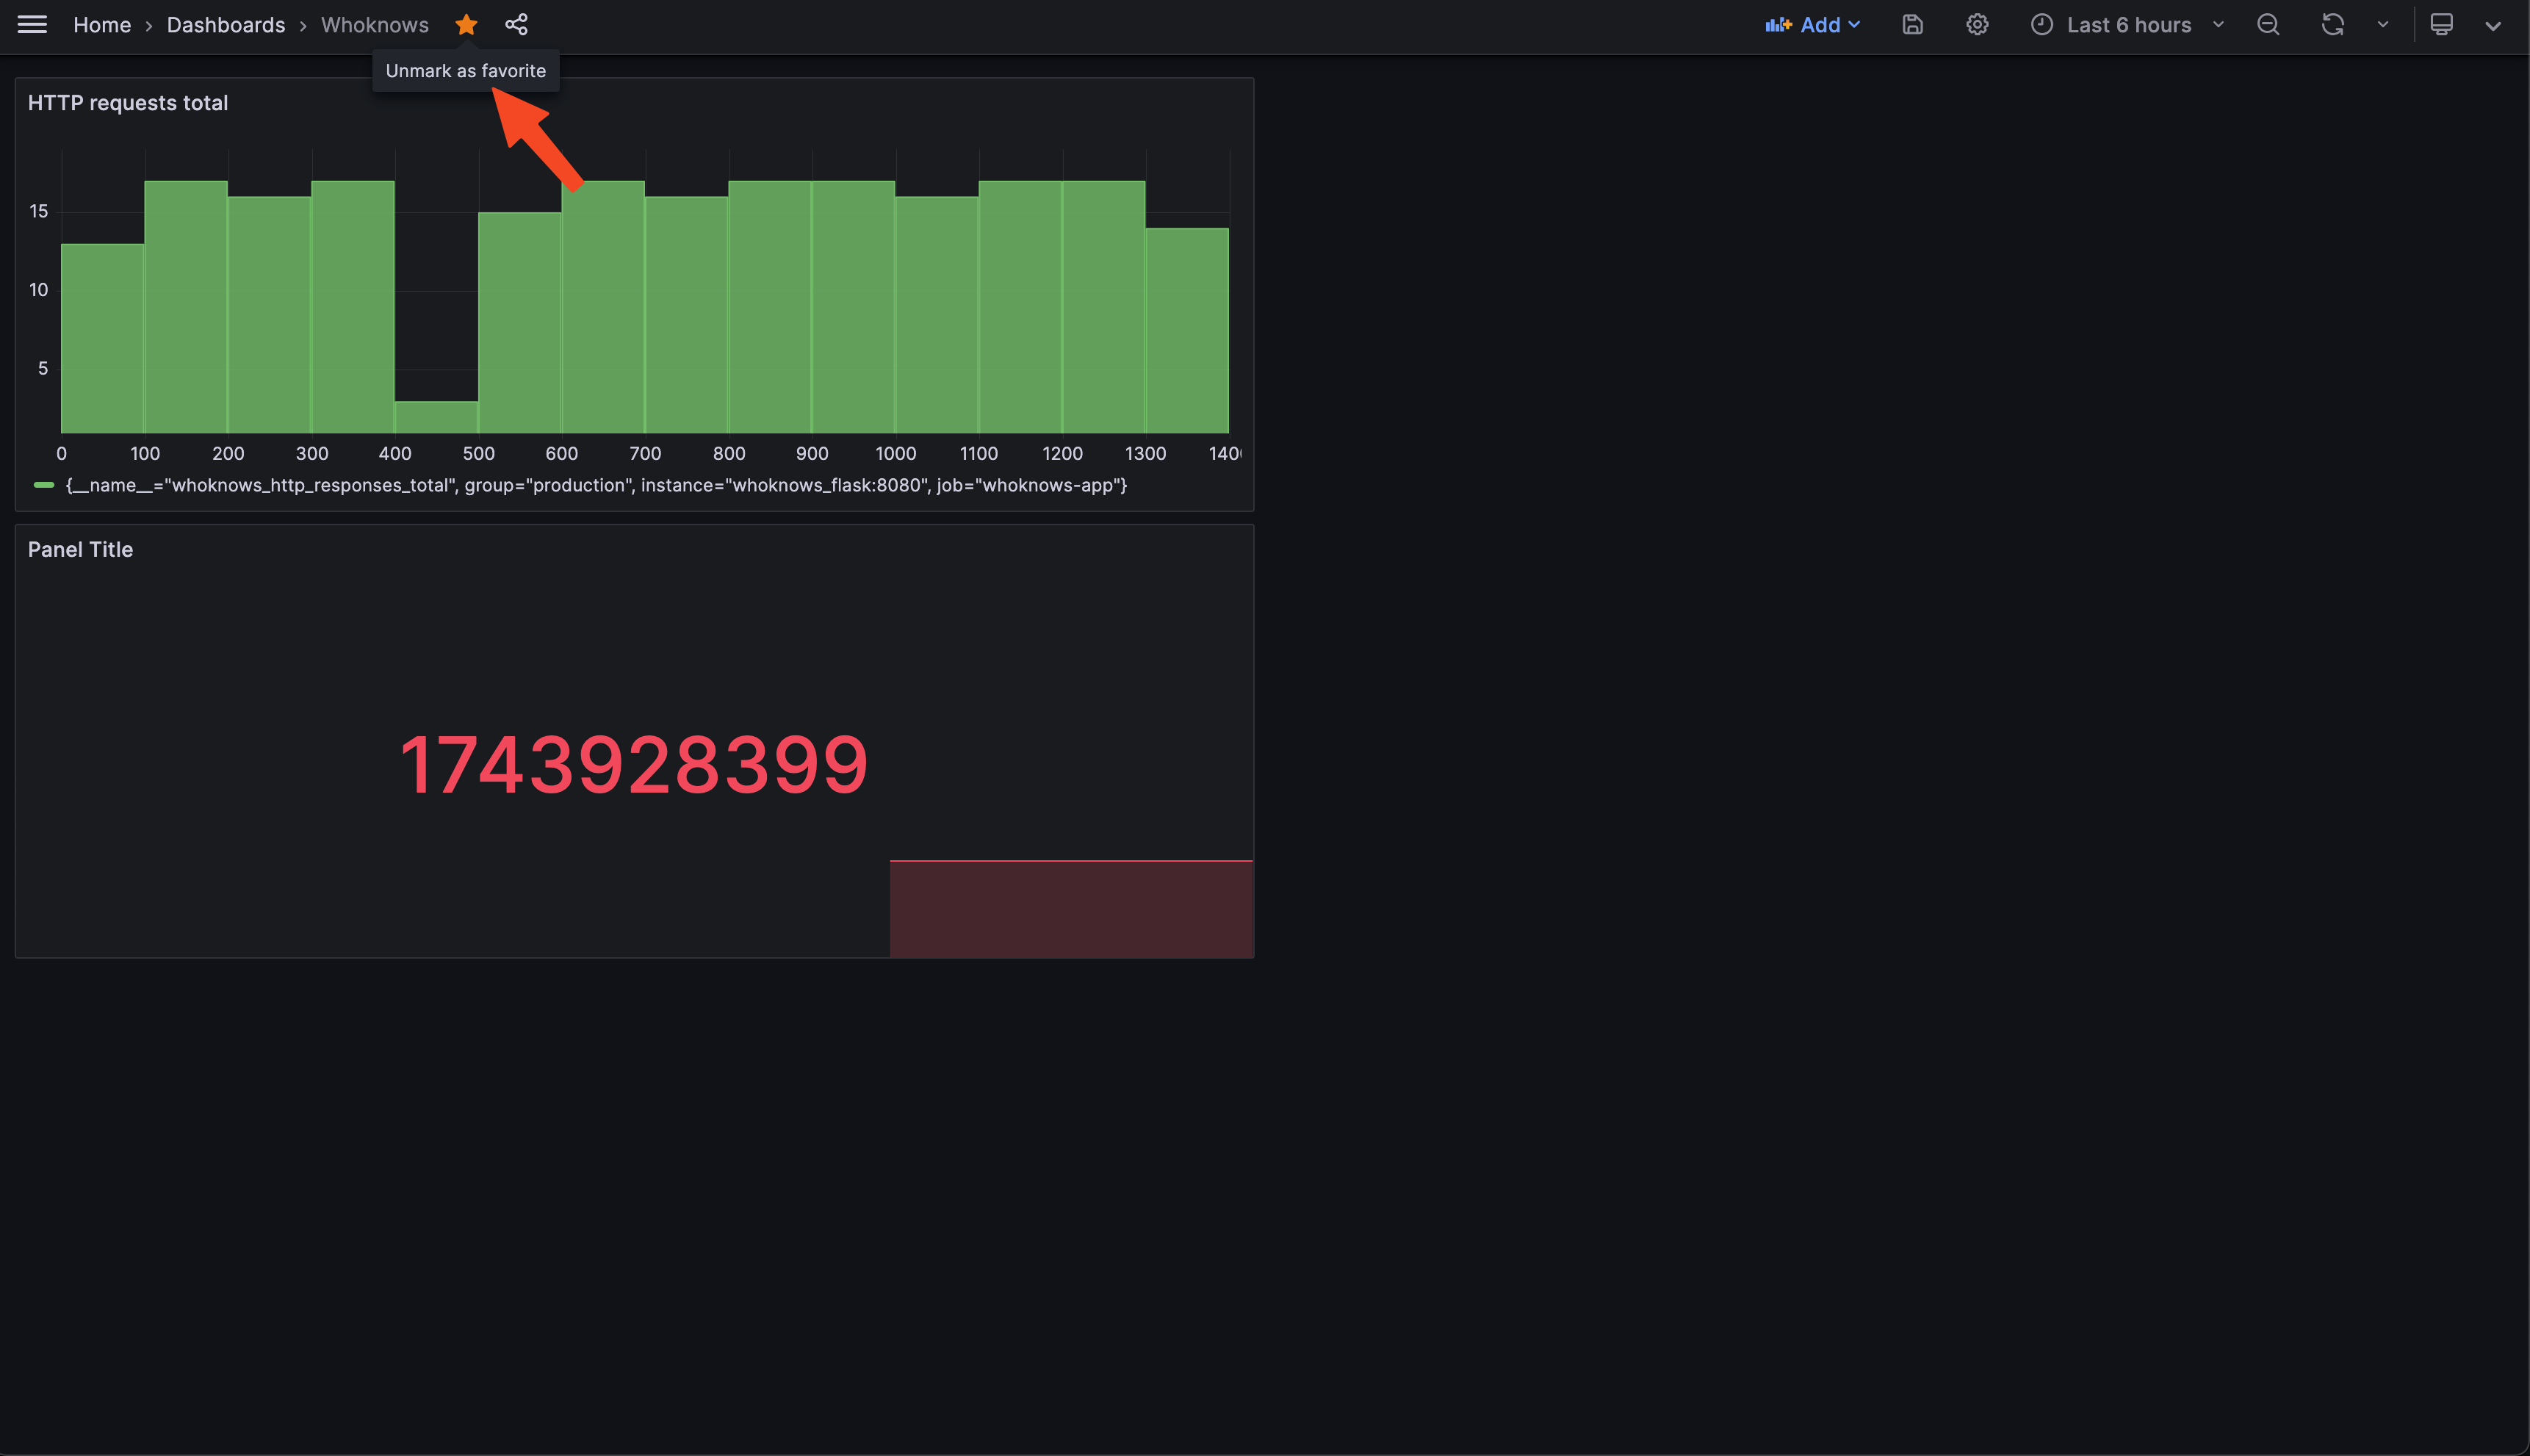 Home > Dashboards > Whoknows
Add
Last 6 hours
Unmark as favorite
HTTP requests total
15
10
5
0 100 200 300 400 500 600 700 800 900 1000 1100 1200 1300 140
{__name__="whoknows_http_responses_total", group="production", instance="whoknows_flask:8080", job="whoknows-app"}
Panel Title
1743928399